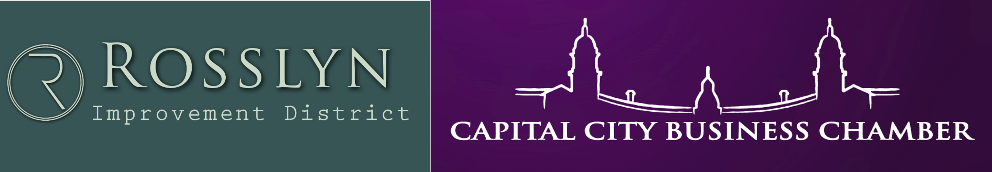 ROSSLYN
Improvement District
CAPITAL CITY BUSINESS CHAMBER